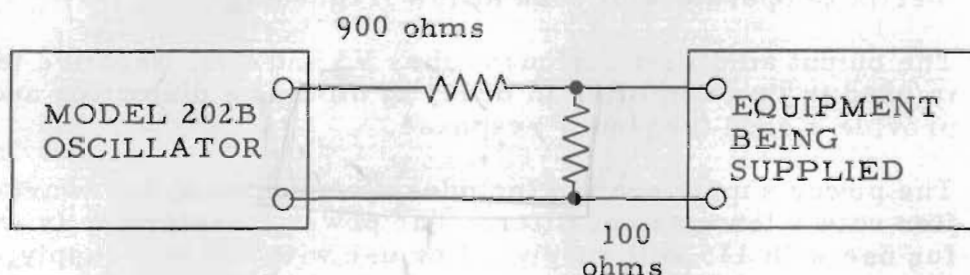 900 ohms
MODEL 202B
OSCILLATOR
EQUIPMENT
BEING
SUPPLIED
100
ohms